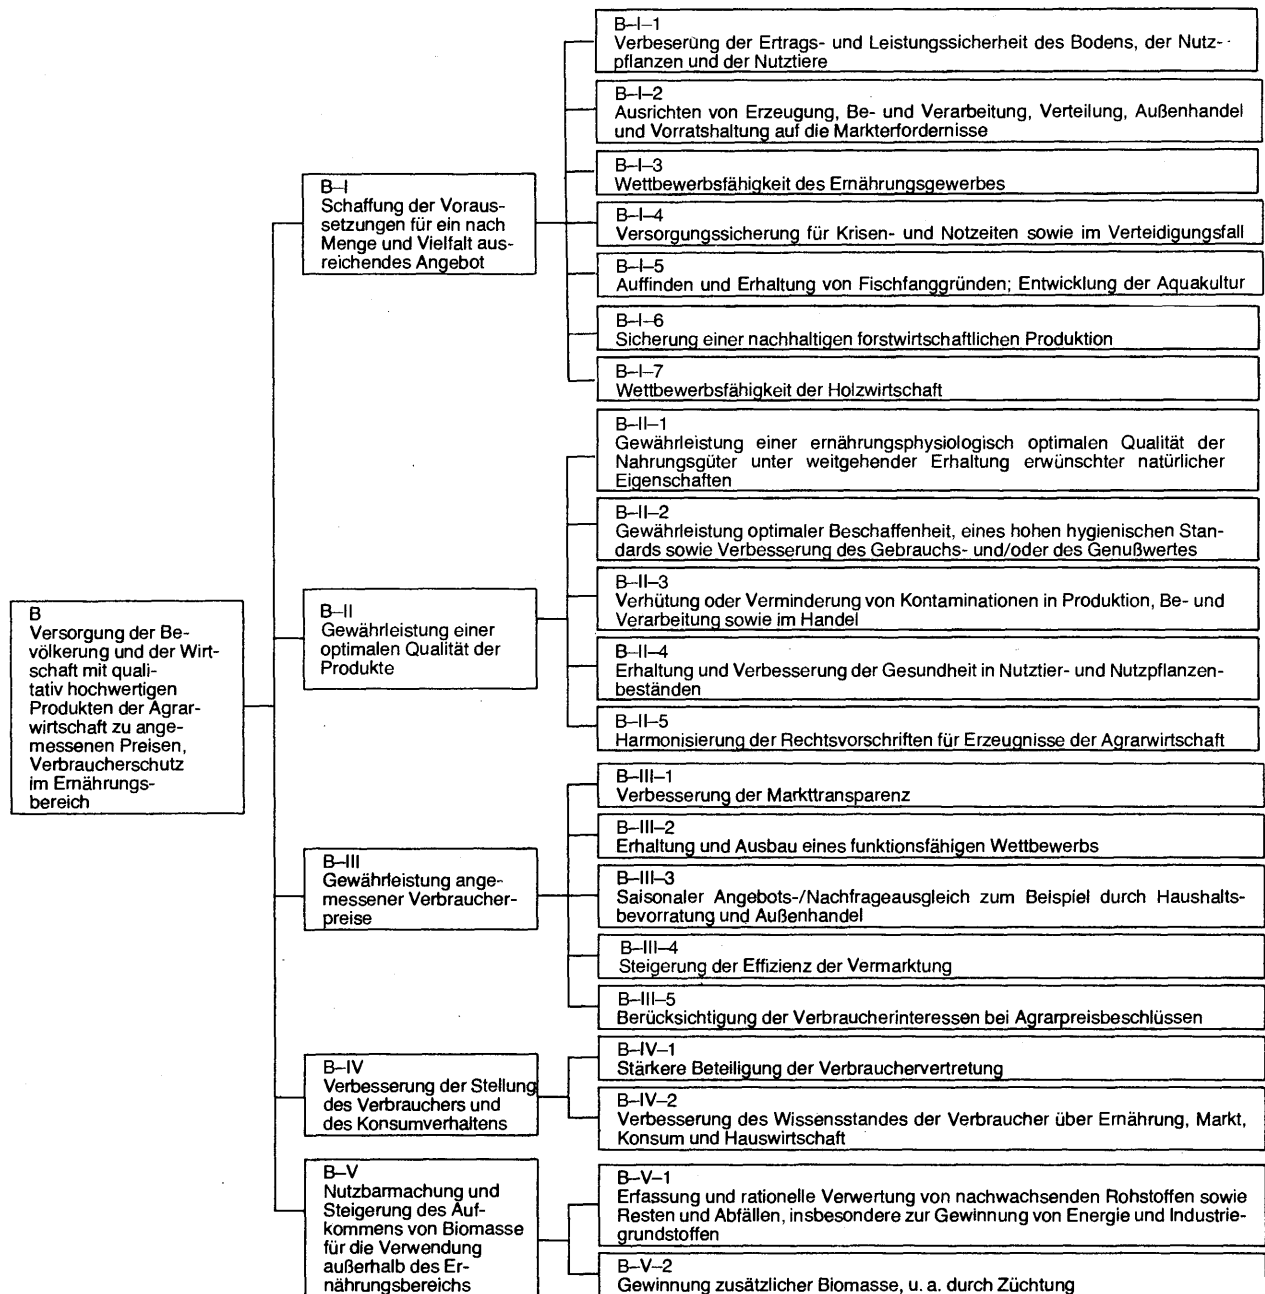 B
Versorgung der Be-
völkerung und der Wirt-
schaft mit quali-
tativ hochwertigen
Produkten der Agrar-
wirtschaft zu ange-
messenen Preisen,
Verbraucherschutz
im Ernährungs-
bereich
B–I
Schaffung der Voraus-
setzungen für ein nach
Menge und Vielfalt aus-
reichendes Angebot
B–I–1
Verbeserung der Ertrags- und Leistungssicherheit des Bodens, der Nutz-
pflanzen und der Nutztiere
B–I–2
Ausrichten von Erzeugung, Be- und Verarbeitung, Verteilung, Außenhandel
und Vorratshaltung auf die Markterfordernisse
B–I–3
Wettbewerbsfähigkeit des Ernährungsgewerbes
B–I–4
Versorgungssicherung für Krisen- und Notzeiten sowie im Verteidigungsfall
B–I–5
Auffinden und Erhaltung von Fischfanggründen; Entwicklung der Aquakultur
B–I–6
Sicherung einer nachhaltigen forstwirtschaftlichen Produktion
B–I–7
Wettbewerbsfähigkeit der Holzwirtschaft
B–II
Gewährleistung einer
optimalen Qualität der
Produkte
B–II–1
Gewährleistung einer ernährungsphysiologisch optimalen Qualität der
Nahrungsgüter unter weitgehender Erhaltung erwünschter natürlicher
Eigenschaften
B–II–2
Gewährleistung optimaler Beschaffenheit, eines hohen hygienischen Stan-
dards sowie Verbesserung des Gebrauchs- und/oder des Genußwertes
B–II–3
Verhütung oder Verminderung von Kontaminationen in Produktion, Be- und
Verarbeitung sowie im Handel
B–II–4
Erhaltung und Verbesserung der Gesundheit in Nutztier- und Nutzpflanzen-
beständen
B–II–5
Harmonisierung der Rechtsvorschriften für Erzeugnisse der Agrarwirtschaft
B–III
Gewährleistung ange-
messener Verbraucher-
preise
B–III–1
Verbesserung der Markttransparenz
B–III–2
Erhaltung und Ausbau eines funktionsfähigen Wettbewerbs
B–III–3
Saisonaler Angebots-/Nachfrageausgleich zum Beispiel durch Haushalts-
bevorratung und Außenhandel
B–III–4
Steigerung der Effizienz der Vermarktung
B–III–5
Berücksichtigung der Verbraucherinteressen bei Agrarpreisbeschlüssen
B–IV
Verbesserung der Stellung
des Verbrauchers und
des Konsumverhaltens
B–IV–1
Stärkere Beteiligung der Verbrauchervertretung
B–IV–2
Verbesserung des Wissensstandes der Verbraucher über Ernährung, Markt,
Konsum und Hauswirtschaft
B–V
Nutzbarmachung und
Steigerung des Auf-
kommens von Biomasse
für die Verwendung
außerhalb des Er-
nährungsbereichs
B–V–1
Erfassung und rationelle Verwertung von nachwachsenden Rohstoffen sowie
Resten und Abfällen, insbesondere zur Gewinnung von Energie und Industrie-
grundstoffen
B–V–2
Gewinnung zusätzlicher Biomasse, u. a. durch Züchtung